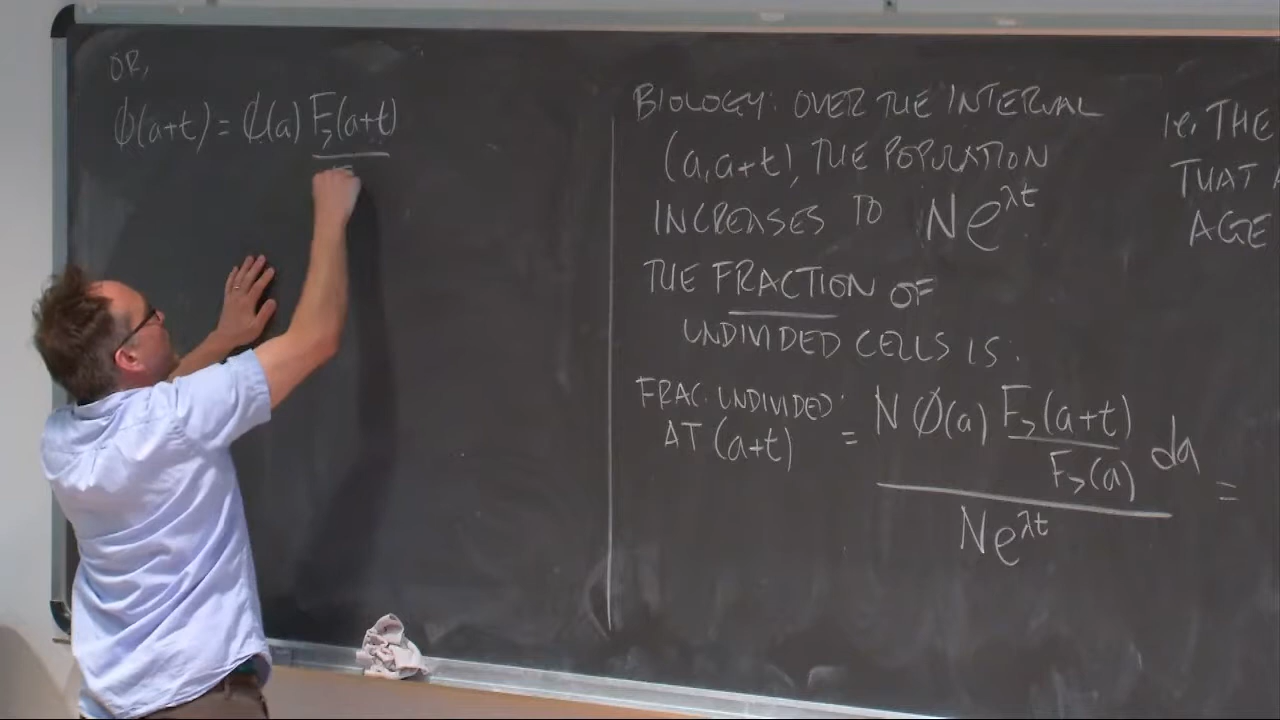 OR,
ϕ(a+t) = ϕ(a) F>(a+t)
BIOLOGY: OVER THE INTERVAL
(a, a+t), THE POPULATION
INCREASES TO Ne^λt
THE FRACTION OF
UNDIVIDED CELLS IS:
FRAC. UNDIVIDED
AT (a+t) = N ϕ(a) F>(a+t) / F>(a) da / Ne^λt =
i.e. THE
THAT A
AGE